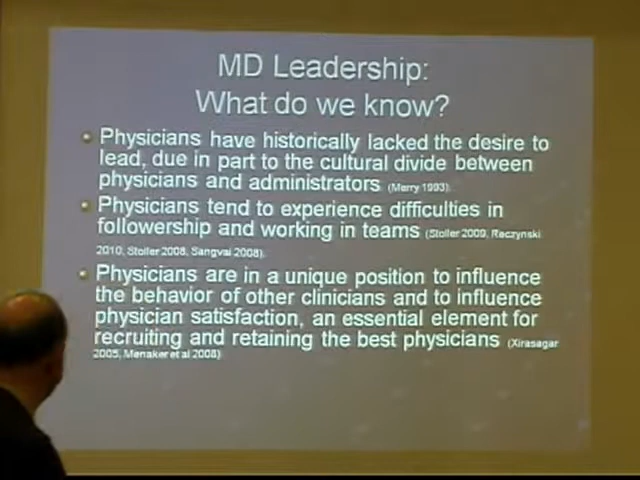 MD Leadership:
What do we know?
Physicians have historically lacked the desire to
lead, due in part to the cultural divide between
physicians and administrators (Merry 1993).
Physicians tend to experience difficulties in
followership and working in teams (Stoller 2009, Reczynski
2010, Stoller 2008, Sangvai 2008).
Physicians are in a unique position to influence
the behavior of other clinicians and to influence
physician satisfaction, an essential element for
recruiting and retaining the best physicians (Xirasagar
2005, Menaker et al 2008)